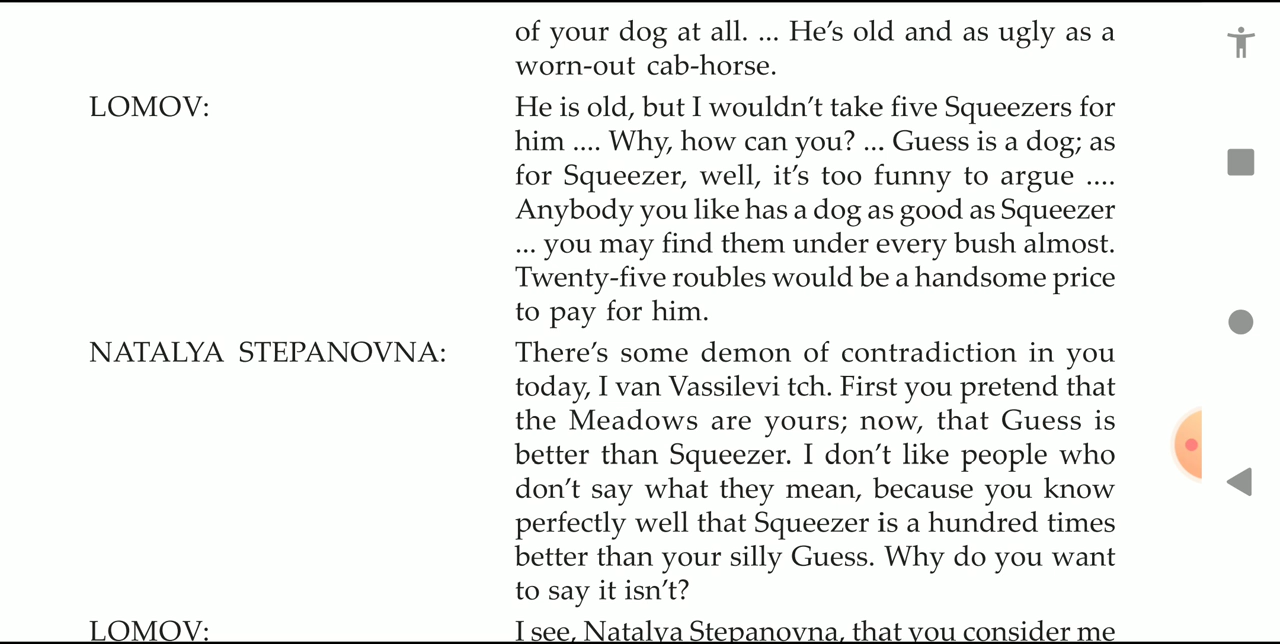 of your dog at all. ... He's old and as ugly as a
worn-out cab-horse.
LOMOV: He is old, but I wouldn't take five Squeezers for
him .... Why, how can you? ... Guess is a dog; as
for Squeezer, well, it's too funny to argue ....
Anybody you like has a dog as good as Squeezer
... you may find them under every bush almost.
Twenty-five roubles would be a handsome price
to pay for him.
NATALYA STEPANOVNA: There's some demon of contradiction in you
today, I van Vassilevi tch. First you pretend that
the Meadows are yours; now, that Guess is
better than Squeezer. I don't like people who
don't say what they mean, because you know
perfectly well that Squeezer is a hundred times
better than your silly Guess. Why do you want
to say it isn't?
LOMOV: I see, Natalya Stepanovna, that you consider me